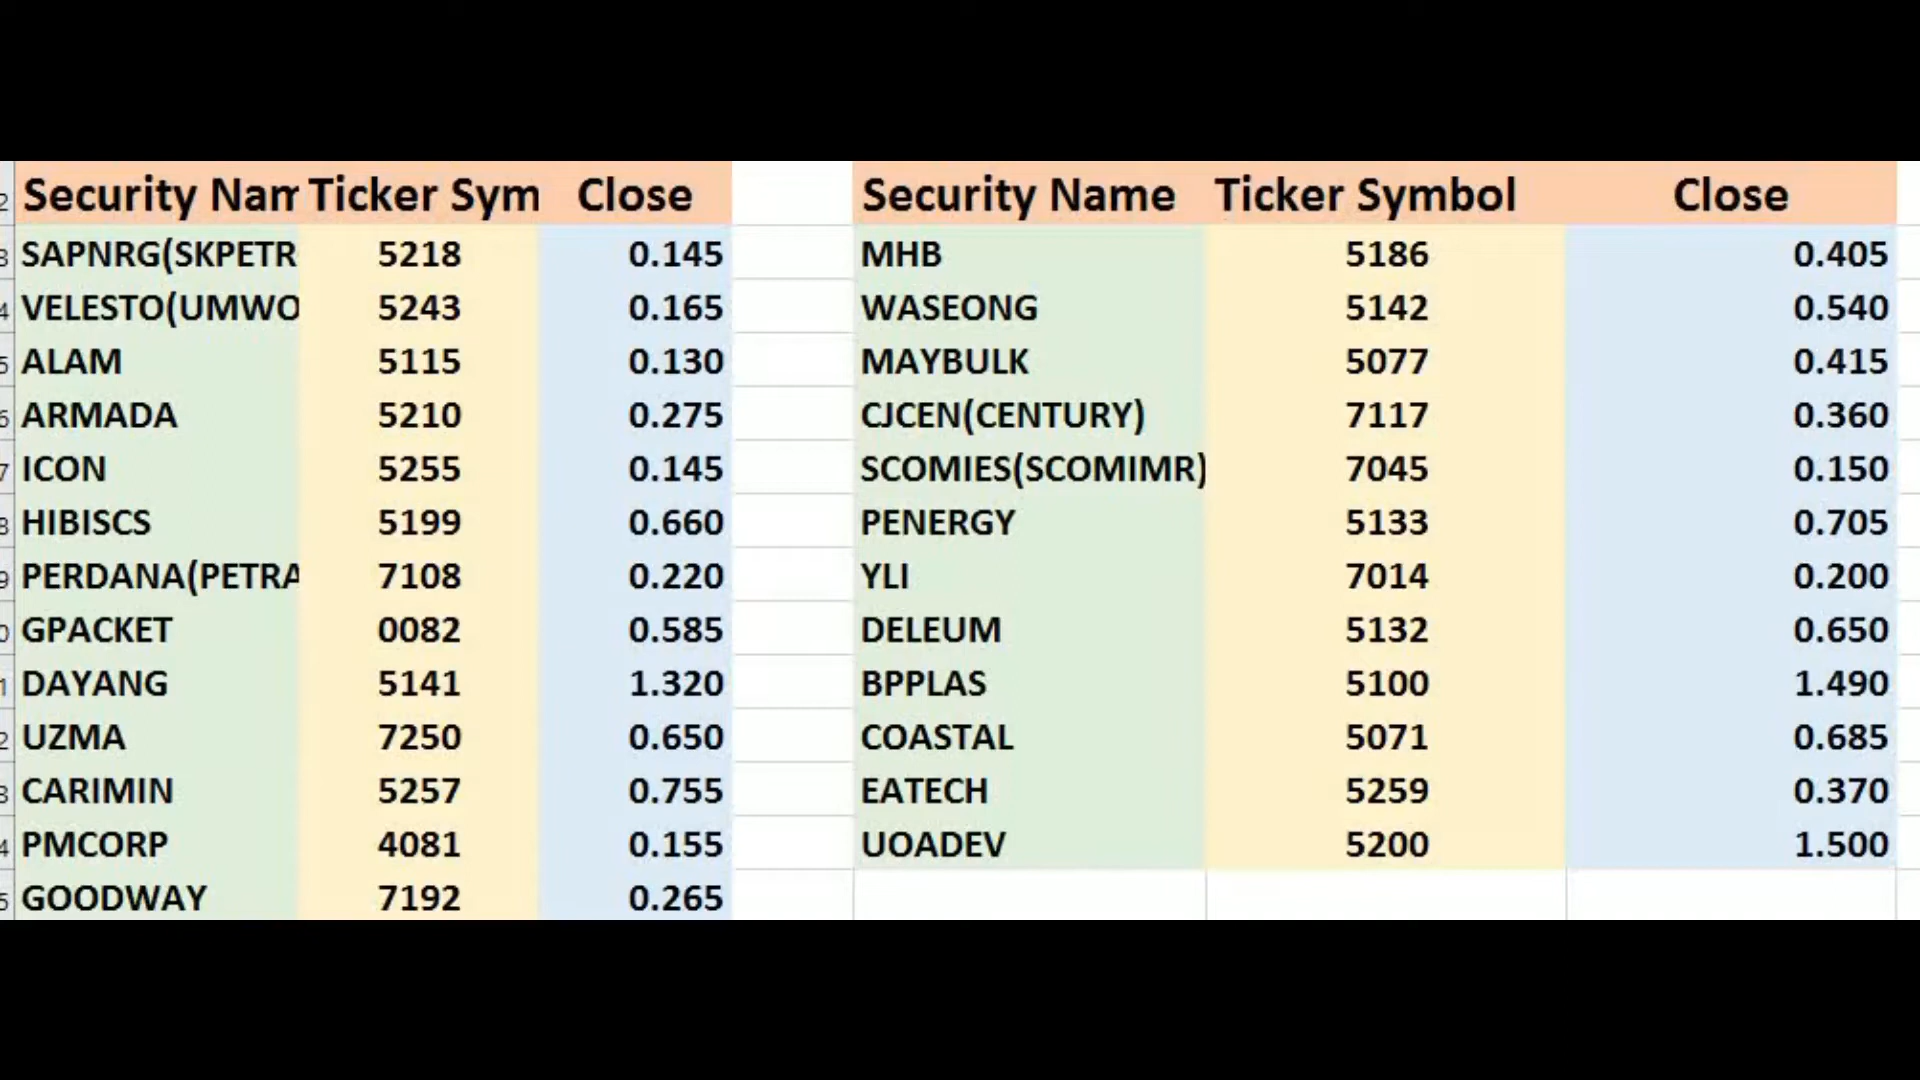 Security Nam Ticker Sym Close Security Name Ticker Symbol Close
SAPNRG(SKPETR 5218 0.145 MHB 5186 0.405
VELESTO(UMWO 5243 0.165 WASEONG 5142 0.540
ALAM 5115 0.130 MAYBULK 5077 0.415
ARMADA 5210 0.275 CJCEN(CENTURY) 7117 0.360
ICON 5255 0.145 SCOMIES(SCOMIMR) 7045 0.150
HIBISCS 5199 0.660 PENERGY 5133 0.705
PERDANA(PETRA 7108 0.220 YLI 7014 0.200
GPACKET 0082 0.585 DELEUM 5132 0.650
DAYANG 5141 1.320 BPPLAS 5100 1.490
UZMA 7250 0.650 COASTAL 5071 0.685
CARIMIN 5257 0.755 EATECH 5259 0.370
PMCORP 4081 0.155 UOADEV 5200 1.500
GOODWAY 7192 0.265